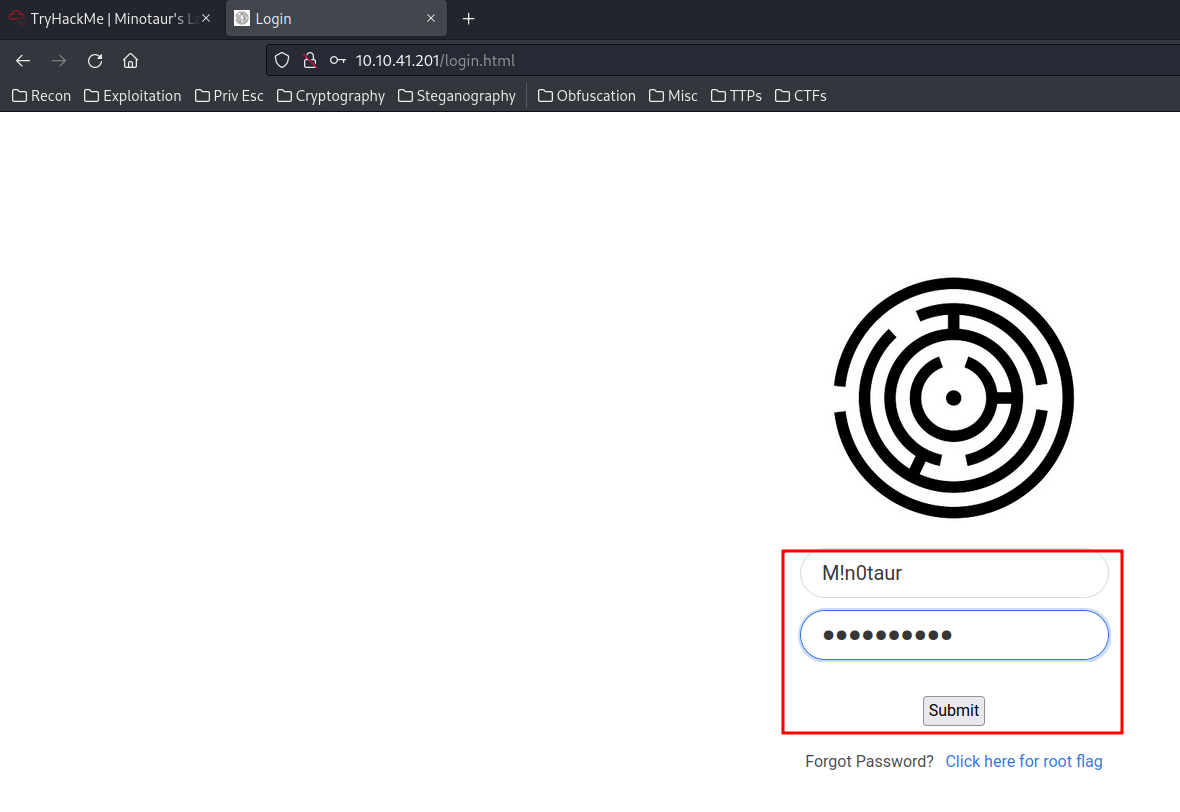 TryHackMe | Minotaur's La
Login
10.10.41.201/login.html
Recon Exploitation Priv Esc Cryptography Steganography Obfuscation Misc TTPs CTFs
M!n0taur
●●●●●●●●●●
Submit
Forgot Password? Click here for root flag